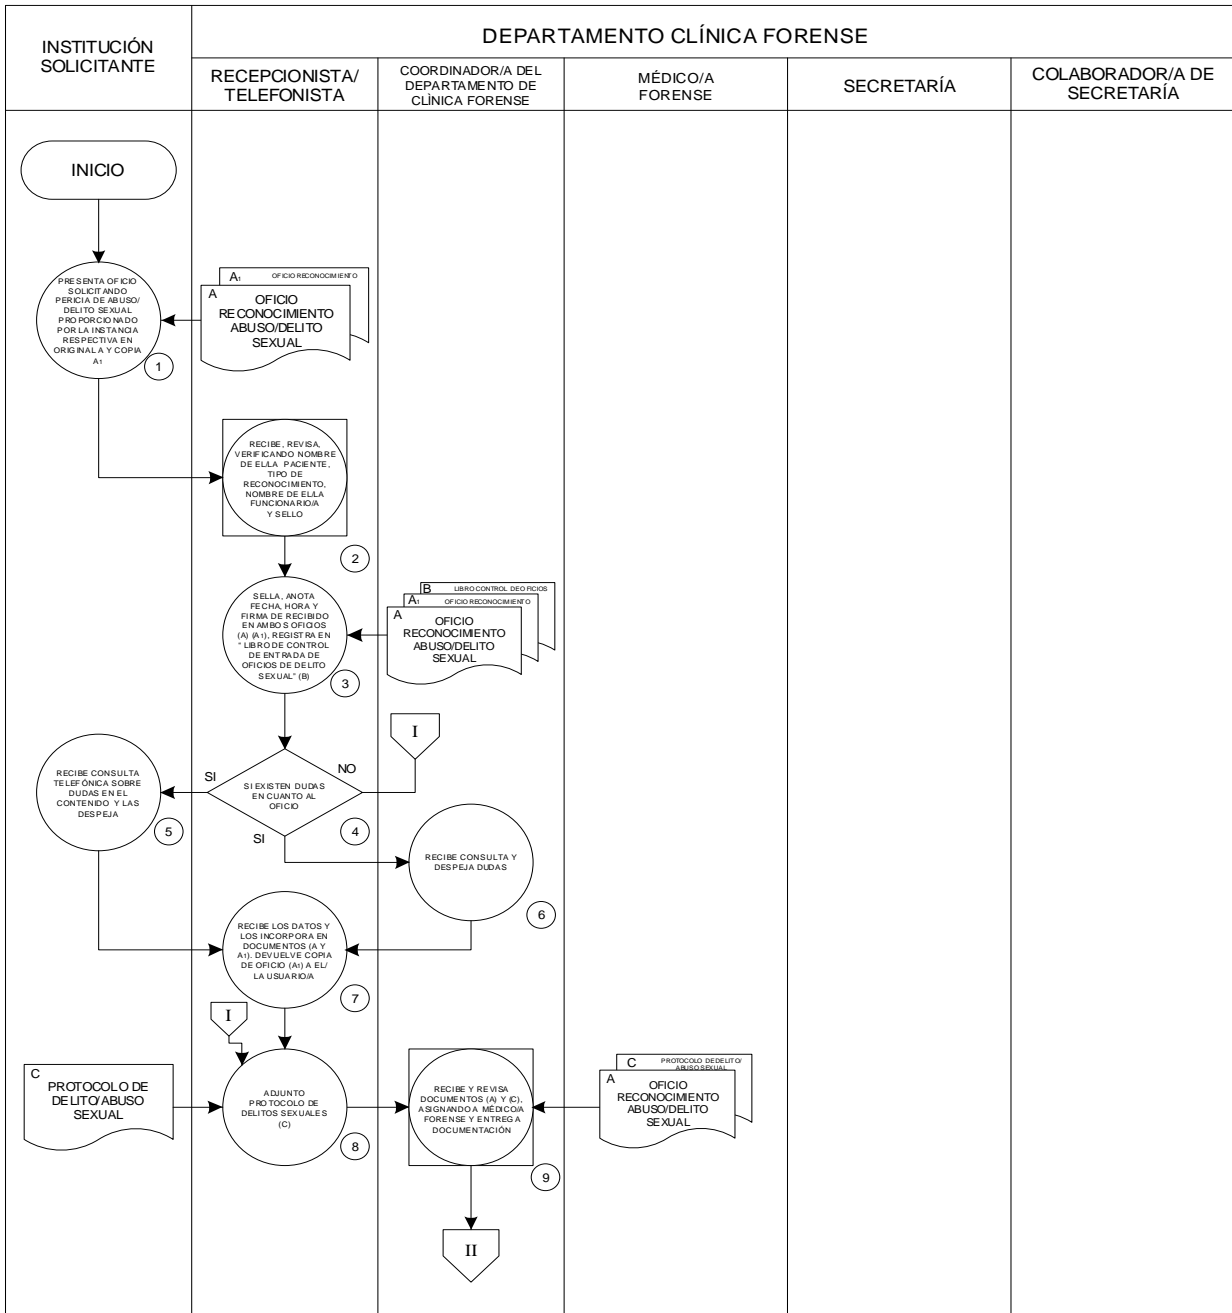 INSTITUCIÓN
SOLICITANTE
DEPARTAMENTO CLÍNICA FORENSE
RECEPCIONISTA/
TELEFONISTA
COORDINADOR/A DEL
DEPARTAMENTO DE
CLÌNICA FORENSE
MÉDICO/A
FORENSE
SECRETARÍA
COLABORADOR/A DE
SECRETARÍA
INICIO
PRESENTA OFICIO
SOLICITANDO
PERICIA DE ABUSO/
DELITO SEXUAL
PROPORCIONADO
POR LA INSTANCIA
RESPECTIVA EN
ORIGINAL A Y COPIA
A1
1
A1 OFICIO RECONOCIMIENTO
A
OFICIO
RECONOCIMIENTO
ABUSO/DELITO
SEXUAL
RECIBE, REVISA,
VERIFICANDO NOMBRE
DE EL/LA PACIENTE,
TIPO DE
RECONOCIMIENTO,
NOMBRE DE EL/LA
FUNCIONARIO/A
Y SELLO
2
SELLA, ANOTA
FECHA, HORA Y
FIRMA DE RECIBIDO
EN AMBOS OFICIOS
(A) (A1), REGISTRA EN
" LIBRO DE CONTROL
DE ENTRADA DE
OFICIOS DE DELITO
SEXUAL" (B)
3
B LIBRO CONTROL DE OFICIOS
A1 OFICIO RECONOCIMIENTO
A
OFICIO
RECONOCIMIENTO
ABUSO/DELITO
SEXUAL
I
SI
NO
SI EXISTEN DUDAS
EN CUANTO AL
OFICIO
SI
4
RECIBE CONSULTA
TELEFÓNICA SOBRE
DUDAS EN EL
CONTENIDO Y LAS
DESPEJA
5
RECIBE CONSULTA Y
DESPEJA DUDAS
6
RECIBE LOS DATOS Y
LOS INCORPORA EN
DOCUMENTOS (A Y
A1). DEVUELVE COPIA
DE OFICIO (A1) A EL/
LA USUARIO/A
7
I
C
PROTOCOLO DE
DELITO/ABUSO
SEXUAL
ADJUNTO
PROTOCOLO DE
DELITOS SEXUALES
(C)
8
RECIBE Y REVISA
DOCUMENTOS (A) Y (C),
ASIGNANDO A MÉDICO/A
FORENSE Y ENTREGA
DOCUMENTACIÓN
9
C PROTOCOLO DE DELITO/
ABUSO SEXUAL
A
OFICIO
RECONOCIMIENTO
ABUSO/DELITO
SEXUAL
II